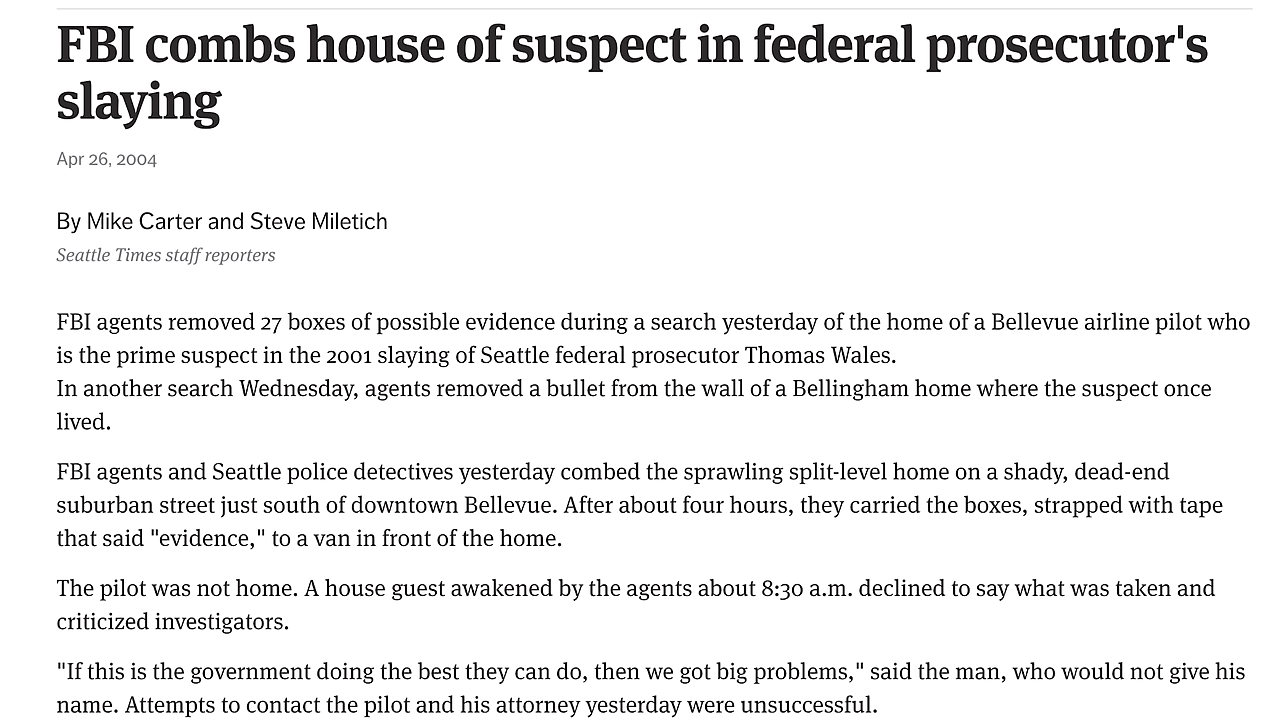 FBI combs house of suspect in federal prosecutor's
slaying
Apr 26, 2004
By Mike Carter and Steve Miletich
Seattle Times staff reporters
FBI agents removed 27 boxes of possible evidence during a search yesterday of the home of a Bellevue airline pilot who
is the prime suspect in the 2001 slaying of Seattle federal prosecutor Thomas Wales.
In another search Wednesday, agents removed a bullet from the wall of a Bellingham home where the suspect once
lived.
FBI agents and Seattle police detectives yesterday combed the sprawling split-level home on a shady, dead-end
suburban street just south of downtown Bellevue. After about four hours, they carried the boxes, strapped with tape
that said "evidence," to a van in front of the home.
The pilot was not home. A house guest awakened by the agents about 8:30 a.m. declined to say what was taken and
criticized investigators.
"If this is the government doing the best they can do, then we got big problems," said the man, who would not give his
name. Attempts to contact the pilot and his attorney yesterday were unsuccessful.